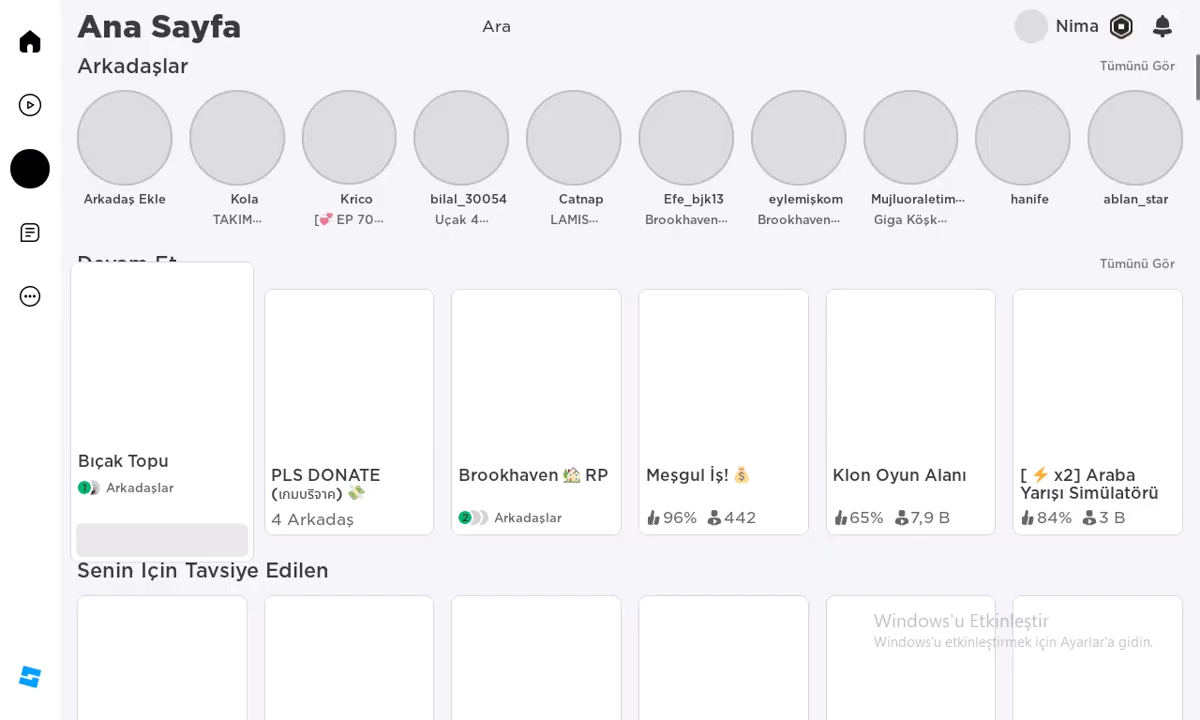 Ana Sayfa
Ara
Nima
Arkadaşlar
Tümünü Gör
Arkadaş Ekle
Kola
TAKIM...
Krico
[💞 EP 70...
bilal_30054
Uçak 4...
Catnap
LAMIS...
Efe_bjk13
Brookhaven...
eylemişkom
Brookhaven...
Mujluoraletim...
Giga Köşk...
hanife
ablan_star
Devam Et
Tümünü Gör
Bıçak Topu
1 Arkadaşlar
PLS DONATE
(เกมบริจาค) 💸
4 Arkadaş
Brookhaven 🏡 RP
2 Arkadaşlar
Meşgul İş! 💰
96% 442
Klon Oyun Alanı
65% 7,9 B
[ ⚡ x2] Araba
Yarışı Simülatörü
84% 3 B
Senin İçin Tavsiye Edilen
Windows'u Etkinleştir
Windows'u etkinleştirmek için Ayarlar'a gidin.